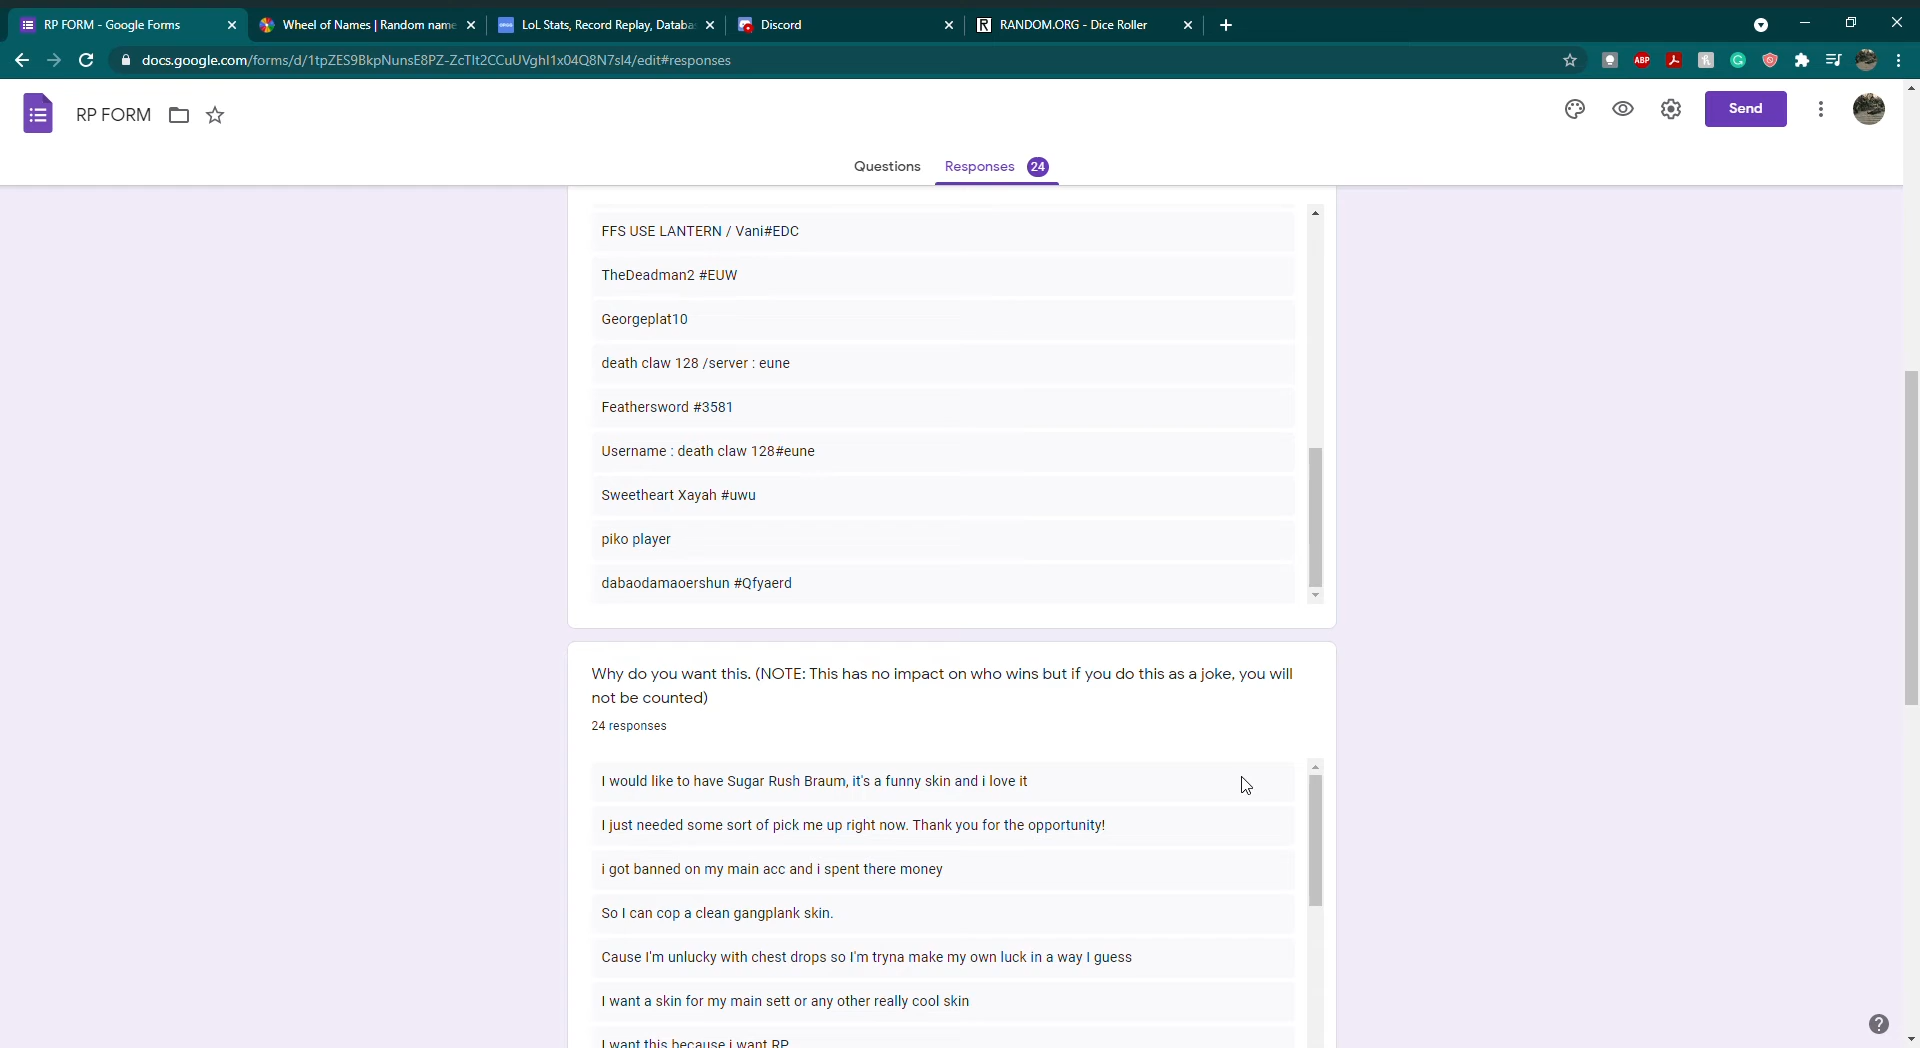 RP FORM - Google Forms
Wheel of Names | Random name
LoL Stats, Record Replay, Databa
Discord
RANDOM.ORG - Dice Roller
docs.google.com/forms/d/1tpZES9BkpNunsE8PZ-ZcTIt2CCuUVghI1x04Q8N7sI4/edit#responses
ABP
RP FORM
Send
Questions
Responses 24
FFS USE LANTERN / Vani#EDC
TheDeadman2 #EUW
Georgeplat10
death claw 128 /server : eune
Feathersword #3581
Username : death claw 128#eune
Sweetheart Xayah #uwu
piko player
dabaodamaoershun #Qfyaerd
Why do you want this. (NOTE: This has no impact on who wins but if you do this as a joke, you will
not be counted)
24 responses
I would like to have Sugar Rush Braum, it's a funny skin and i love it
I just needed some sort of pick me up right now. Thank you for the opportunity!
i got banned on my main acc and i spent there money
So I can cop a clean gangplank skin.
Cause I'm unlucky with chest drops so I'm tryna make my own luck in a way I guess
I want a skin for my main sett or any other really cool skin
I want this because i want RP